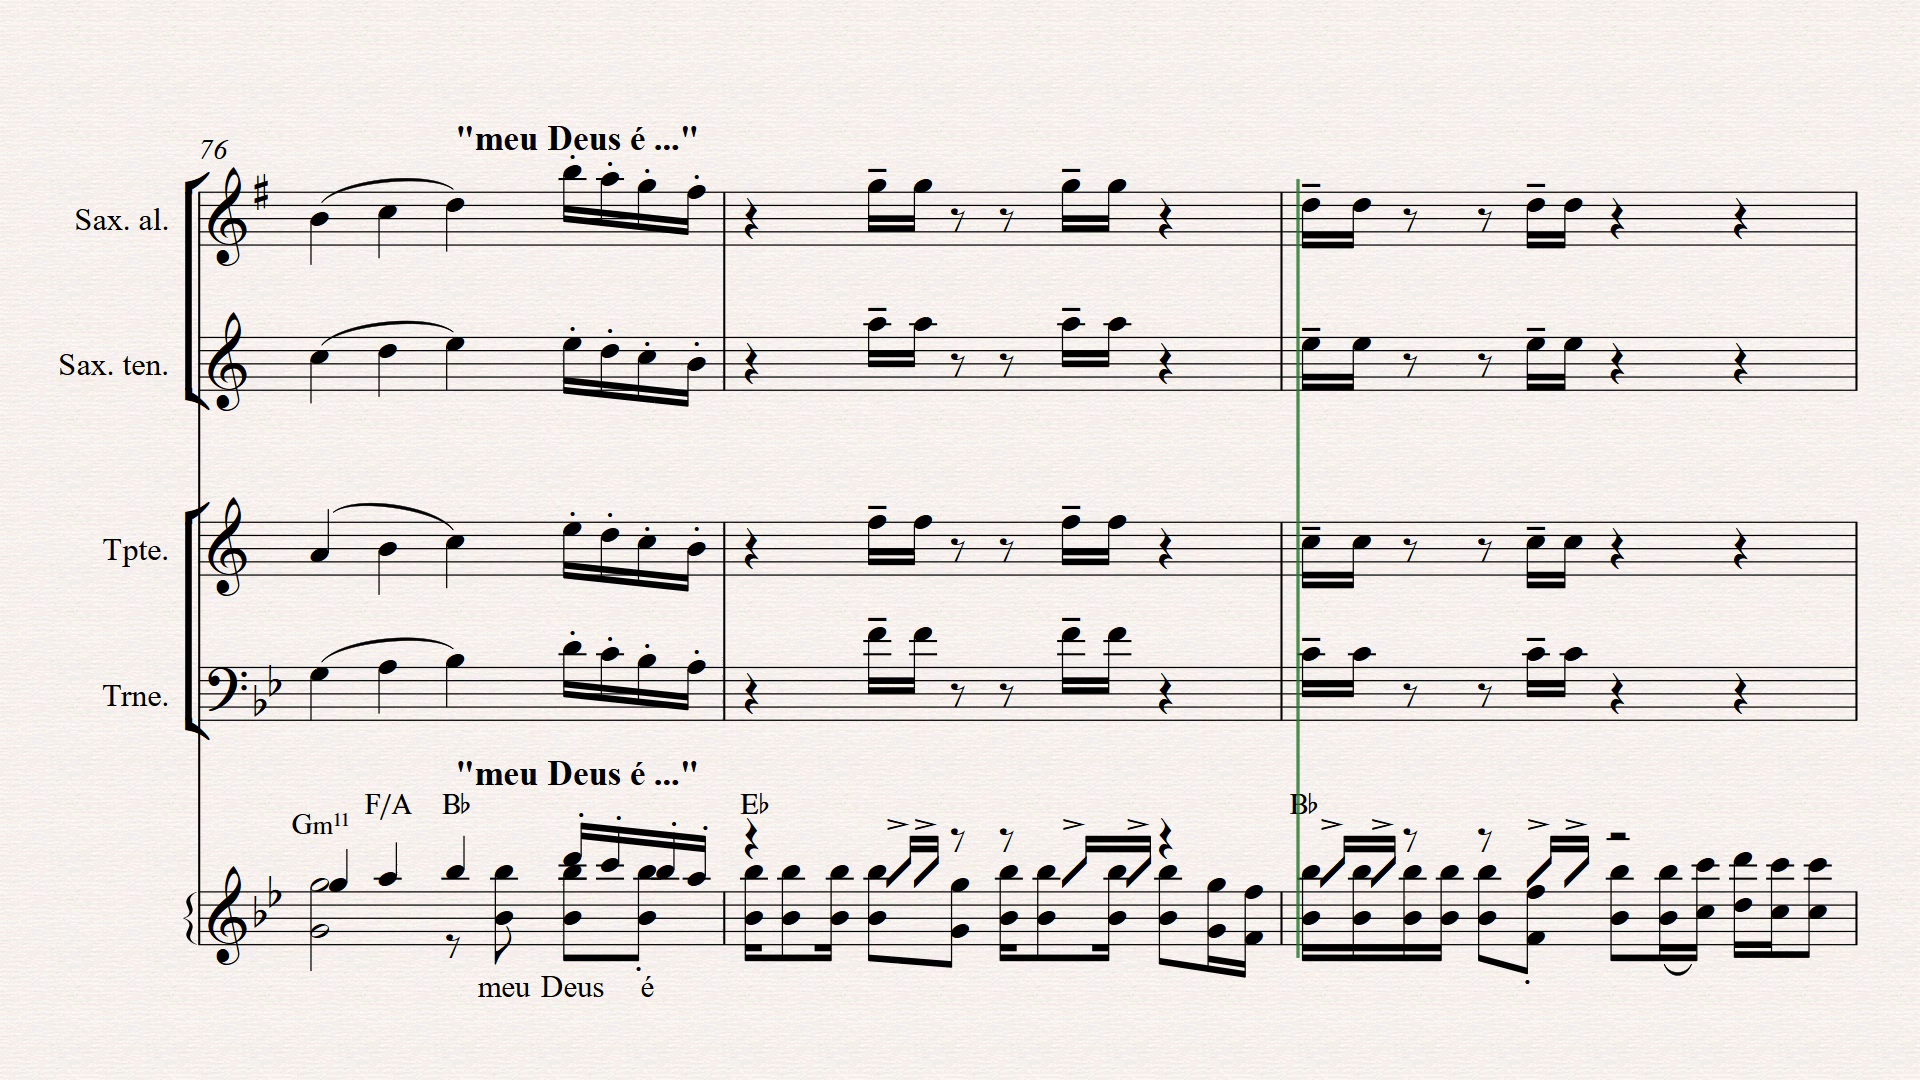 "meu Deus é ..."
76
Sax. al.
Sax. ten.
Tpte.
Trne.
"meu Deus é ..."
Gm11 F/A B♭ E♭ B♭
meu Deus é